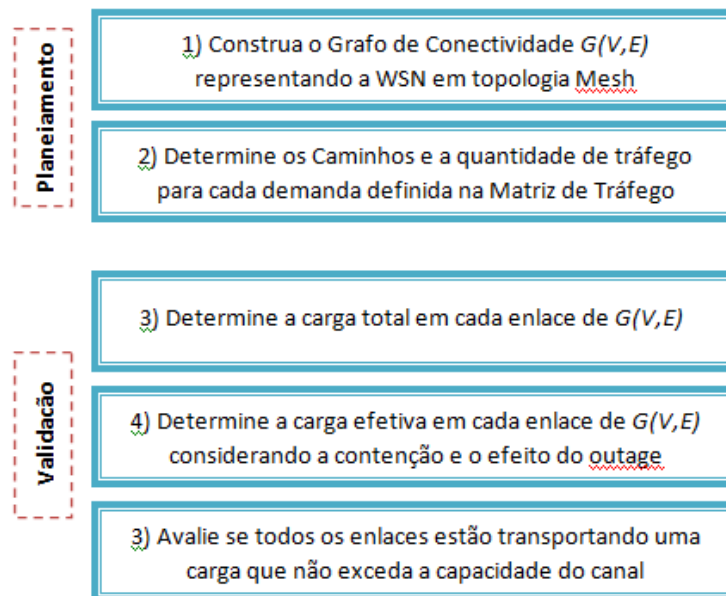 Planejamento
1) Construa o Grafo de Conectividade G(V,E)
representando a WSN em topologia Mesh
2) Determine os Caminhos e a quantidade de tráfego
para cada demanda definida na Matriz de Tráfego
Validação
3) Determine a carga total em cada enlace de G(V,E)
4) Determine a carga efetiva em cada enlace de G(V,E)
considerando a contenção e o efeito do outage
3) Avalie se todos os enlaces estão transportando uma
carga que não exceda a capacidade do canal